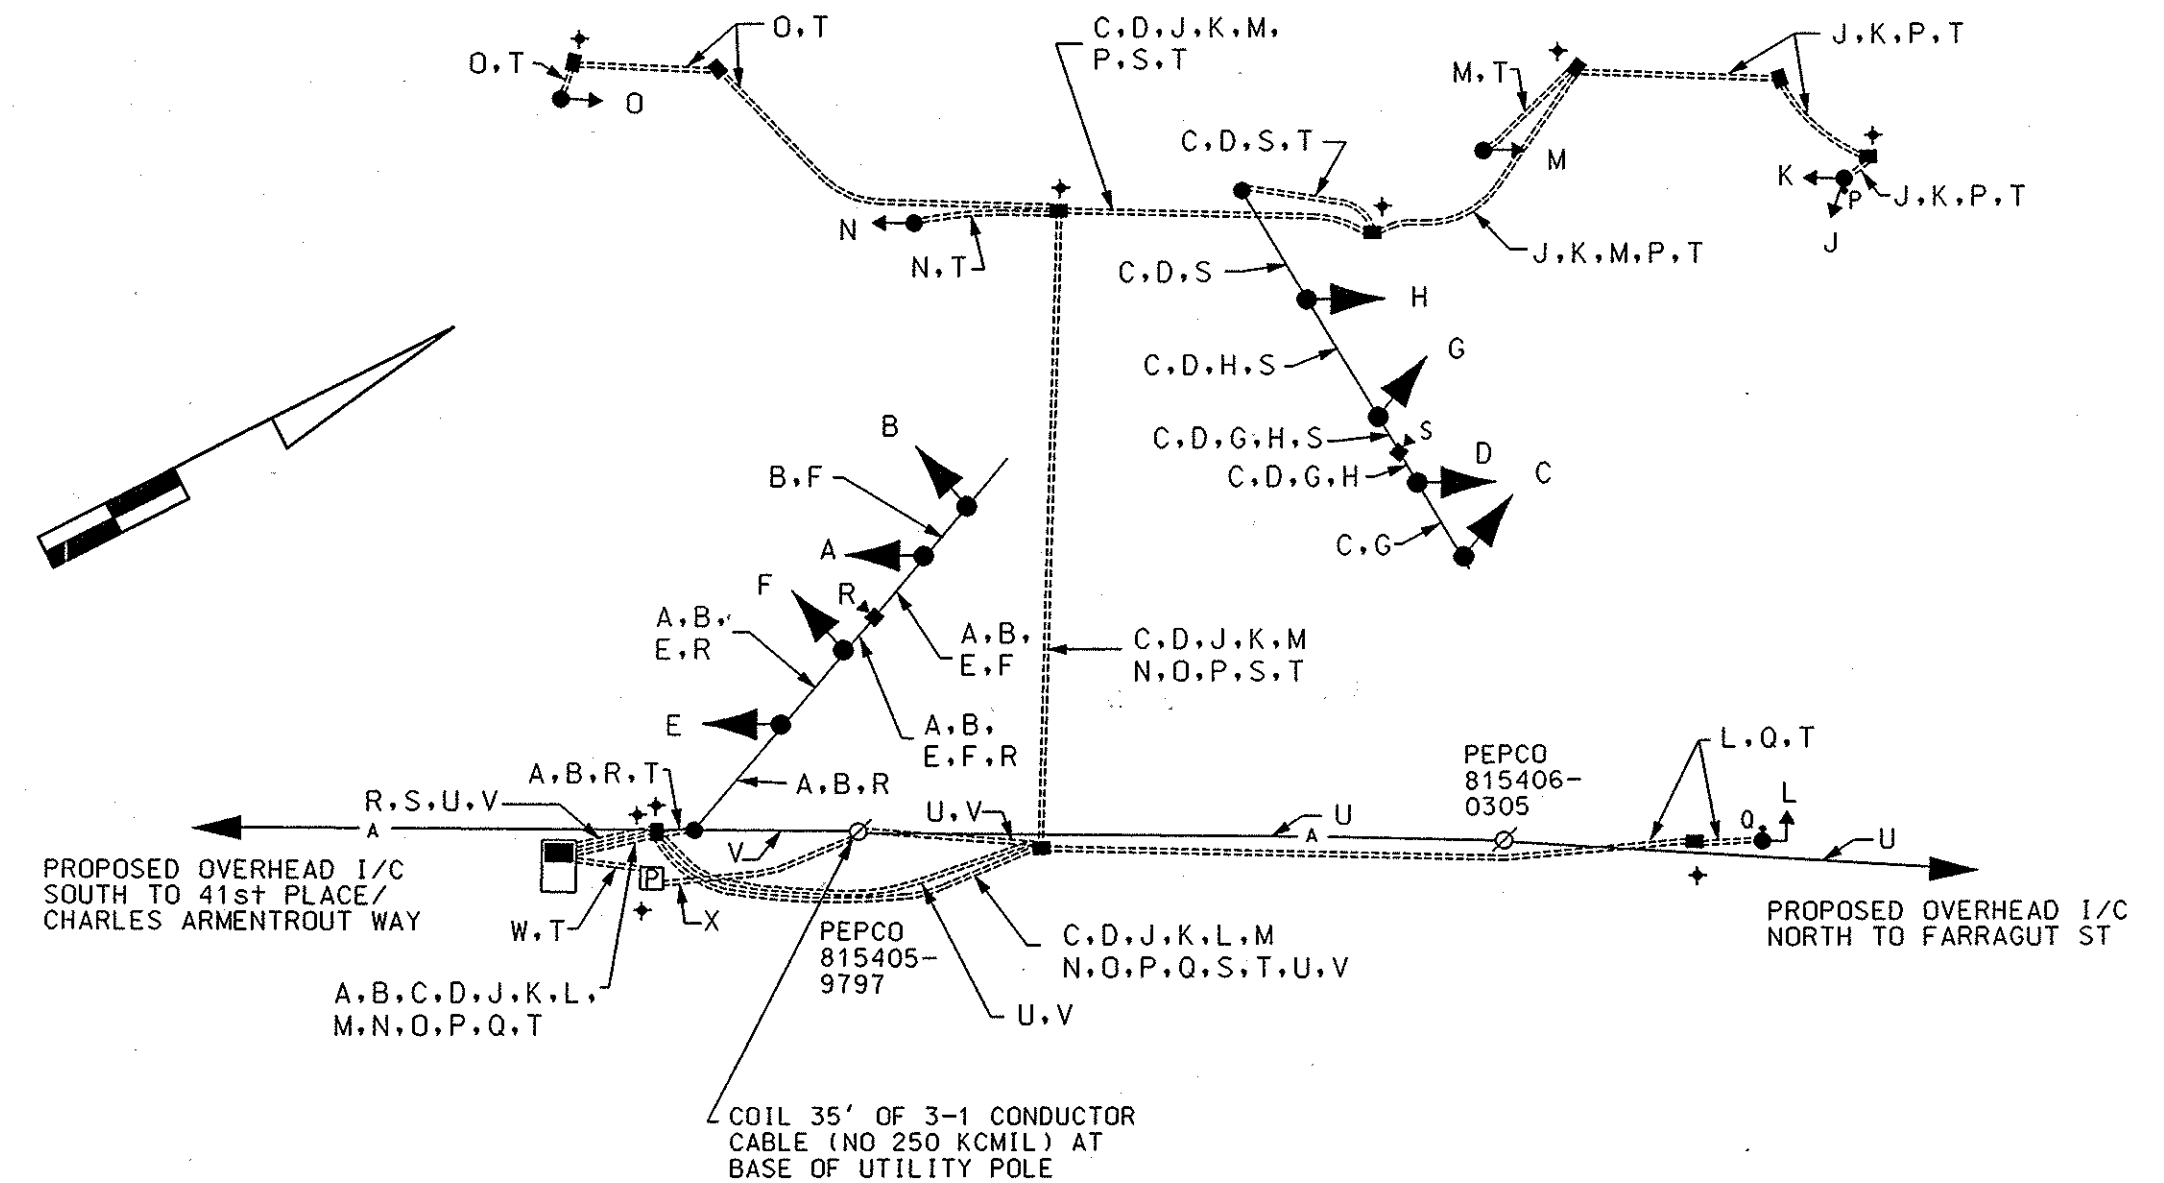 O,T
O,T
O
C,D,J,K,M,
P,S,T
J,K,P,T
M,T
M
C,D,S,T
K
P
J,K,P,T
J
N
N,T
J,K,M,P,T
C,D,S
H
C,D,H,S
G
C,D,G,H,S
S
C,D,G,H
D
C
C,G
B
B,F
A
F
R
A,B,
E,R
A,B,
E,F
C,D,J,K,M
N,O,P,S,T
E
A,B,
E,F,R
A,B,R,T
A,B,R
R,S,U,V
U,V
PEPCO
815406-
0305
U
L,Q,T
L
Q
A
A
V
U
P
PROPOSED OVERHEAD I/C
SOUTH TO 41st PLACE/
CHARLES ARMENTROUT WAY
W,T
X
PEPCO
815405-
9797
C,D,J,K,L,M
N,O,P,Q,S,T,U,V
PROPOSED OVERHEAD I/C
NORTH TO FARRAGUT ST
A,B,C,D,J,K,L,
M,N,O,P,Q,T
U,V
COIL 35' OF 3-1 CONDUCTOR
CABLE (NO 250 KCMIL) AT
BASE OF UTILITY POLE